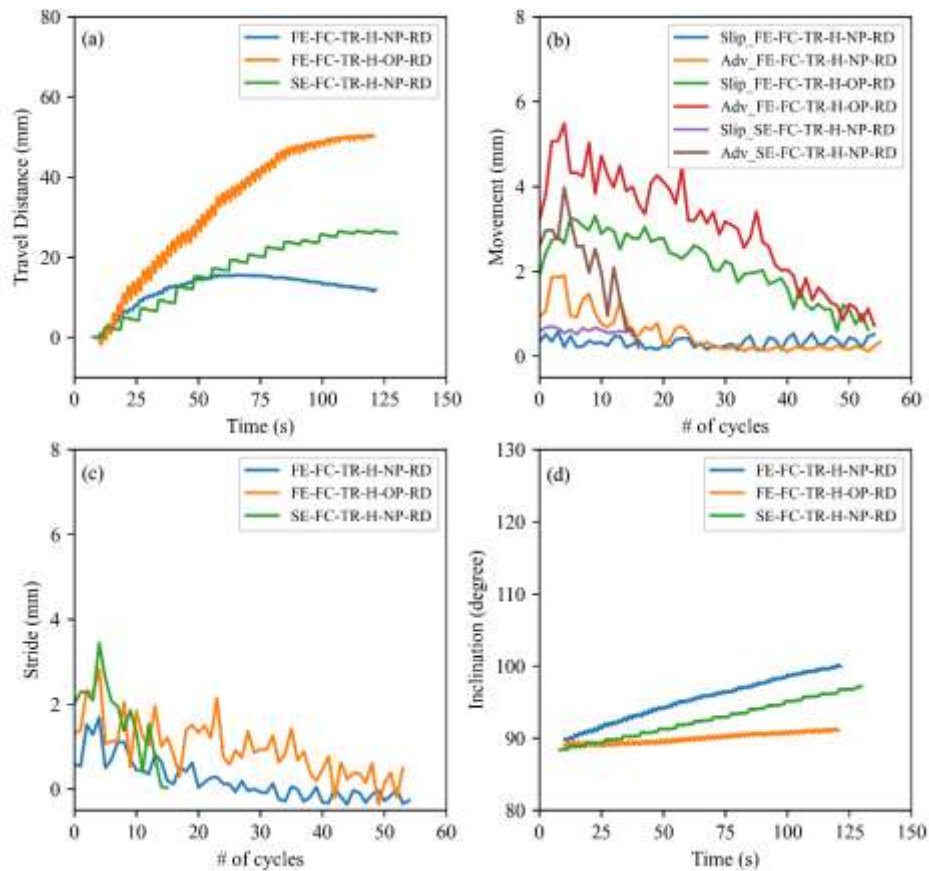 (a)
FE-FC-TR-H-NP-RD
FE-FC-TR-H-OP-RD
SE-FC-TR-H-NP-RD
80
60
40
20
0
Travel Distance (mm)
0 25 50 75 100 125 150
Time (s)
(b)
Slip_FE-FC-TR-H-NP-RD
Adv_FE-FC-TR-H-NP-RD
Slip_FE-FC-TR-H-OP-RD
Adv_FE-FC-TR-H-OP-RD
Slip_SE-FC-TR-H-NP-RD
Adv_SE-FC-TR-H-NP-RD
8
6
4
2
0
Movement (mm)
0 10 20 30 40 50 60
# of cycles
(c)
FE-FC-TR-H-NP-RD
FE-FC-TR-H-OP-RD
SE-FC-TR-H-NP-RD
8
6
4
2
0
Stride (mm)
0 10 20 30 40 50 60
# of cycles
(d)
FE-FC-TR-H-NP-RD
FE-FC-TR-H-OP-RD
SE-FC-TR-H-NP-RD
130
120
110
100
90
80
Inclination (degree)
0 25 50 75 100 125 150
Time (s)